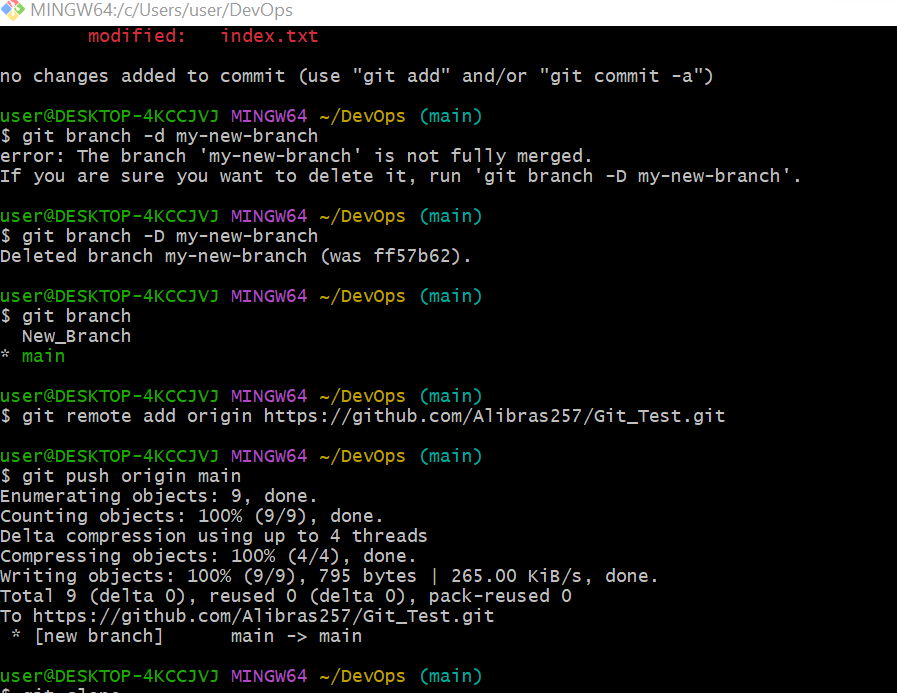 MINGW64:/c/Users/user/DevOps
modified: index.txt
no changes added to commit (use "git add" and/or "git commit -a")
user@DESKTOP-4KCCJVJ MINGW64 ~/DevOps (main)
$ git branch -d my-new-branch
error: The branch 'my-new-branch' is not fully merged.
If you are sure you want to delete it, run 'git branch -D my-new-branch'.
user@DESKTOP-4KCCJVJ MINGW64 ~/DevOps (main)
$ git branch -D my-new-branch
Deleted branch my-new-branch (was ff57b62).
user@DESKTOP-4KCCJVJ MINGW64 ~/DevOps (main)
$ git branch
New_Branch
* main
user@DESKTOP-4KCCJVJ MINGW64 ~/DevOps (main)
$ git remote add origin https://github.com/Alibras257/Git_Test.git
user@DESKTOP-4KCCJVJ MINGW64 ~/DevOps (main)
$ git push origin main
Enumerating objects: 9, done.
Counting objects: 100% (9/9), done.
Delta compression using up to 4 threads
Compressing objects: 100% (4/4), done.
Writing objects: 100% (9/9), 795 bytes | 265.00 KiB/s, done.
Total 9 (delta 0), reused 0 (delta 0), pack-reused 0
To https://github.com/Alibras257/Git_Test.git
* [new branch] main -> main
user@DESKTOP-4KCCJVJ MINGW64 ~/DevOps (main)